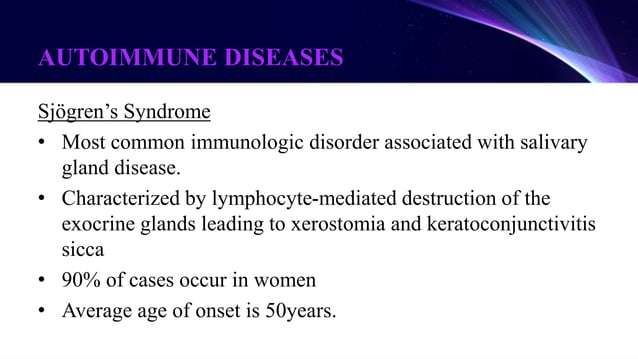 AUTOIMMUNE DISEASES
Sjögren’s Syndrome
• Most common immunologic disorder associated with salivary
gland disease.
• Characterized by lymphocyte-mediated destruction of the
exocrine glands leading to xerostomia and keratoconjunctivitis
sicca
• 90% of cases occur in women
• Average age of onset is 50years.